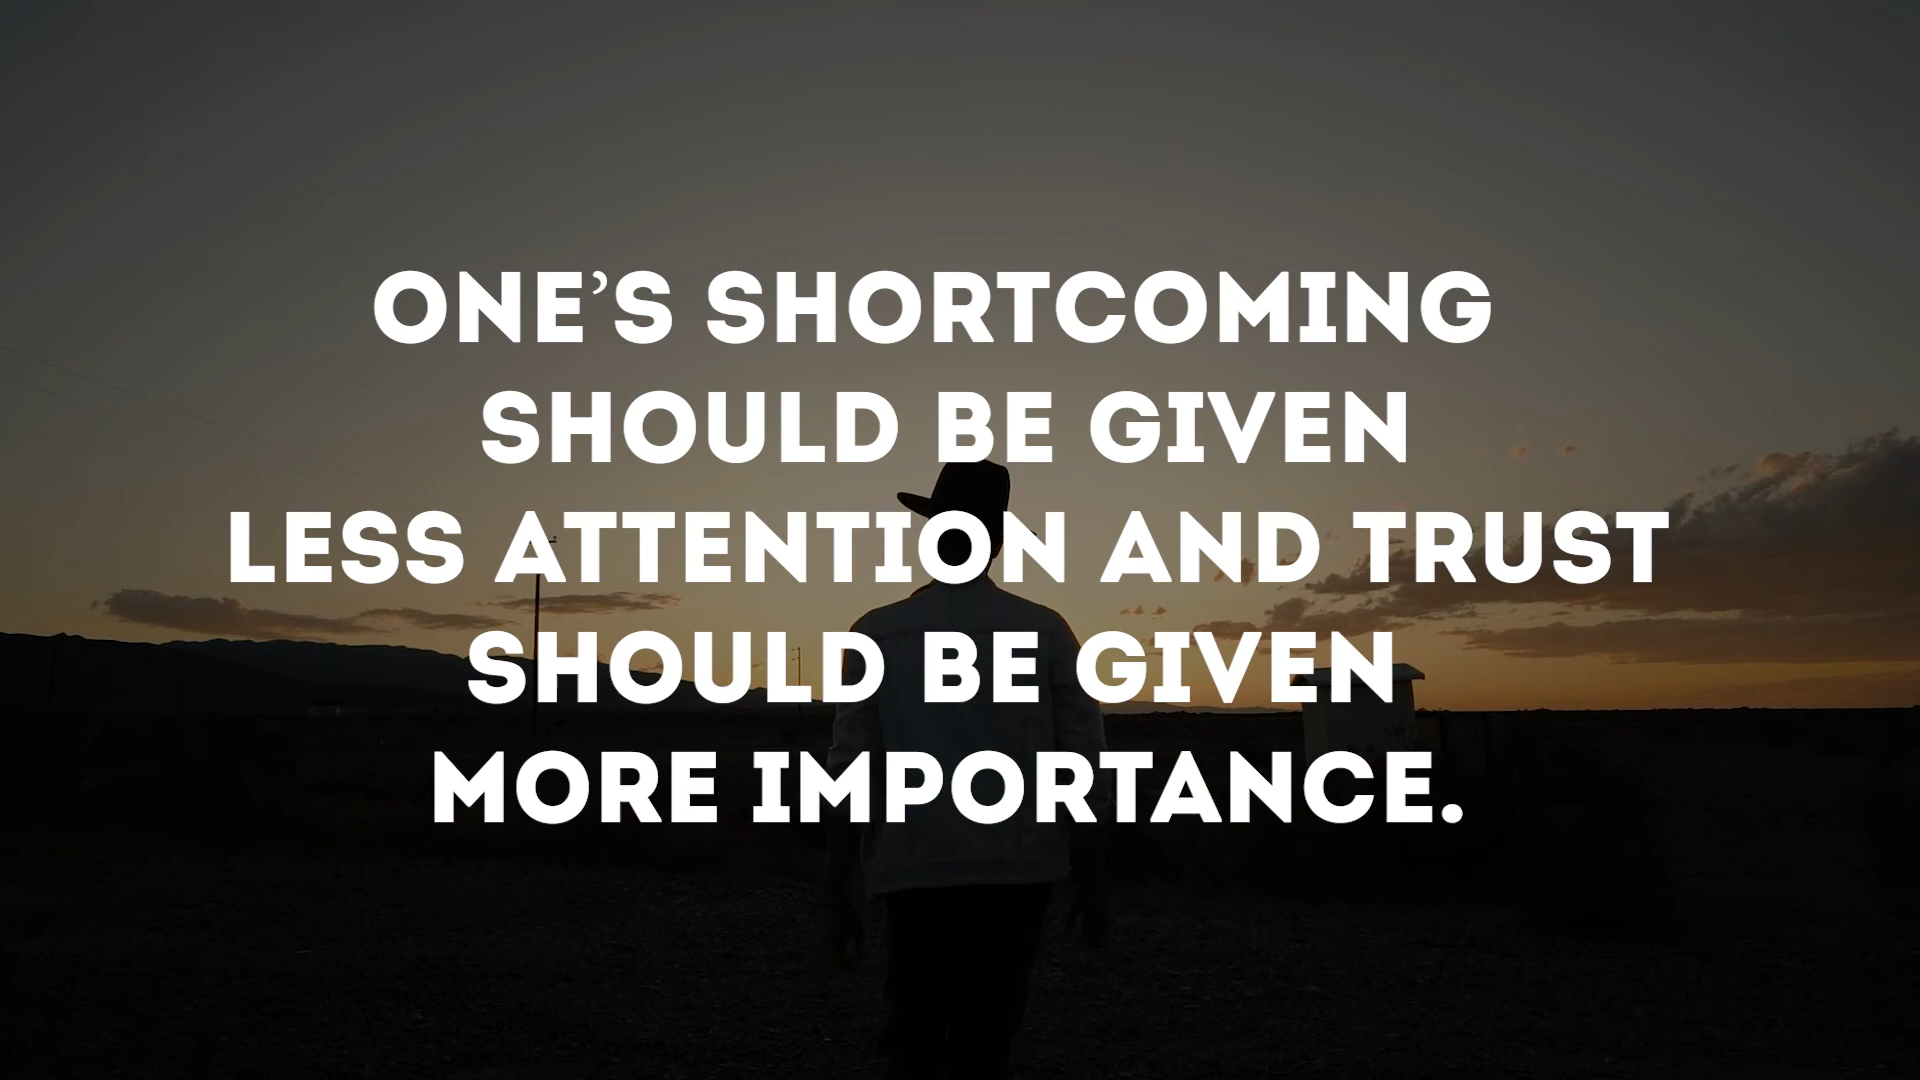 ONE’S SHORTCOMING
SHOULD BE GIVEN
LESS ATTENTION AND TRUST
SHOULD BE GIVEN
MORE IMPORTANCE.